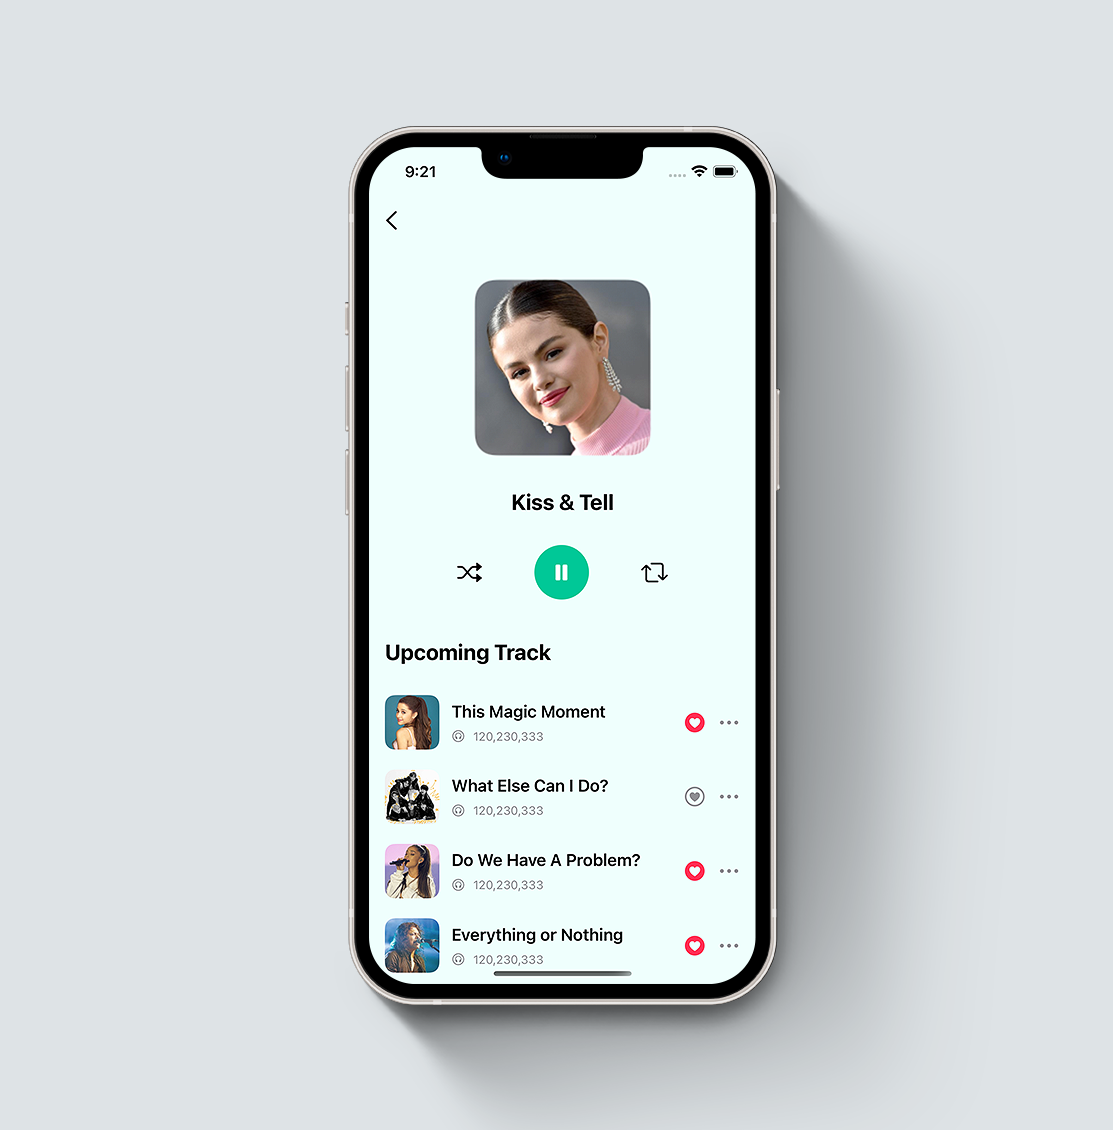 9:21
Kiss & Tell
Upcoming Track
This Magic Moment
120,230,333
What Else Can I Do?
120,230,333
Do We Have A Problem?
120,230,333
Everything or Nothing
120,230,333